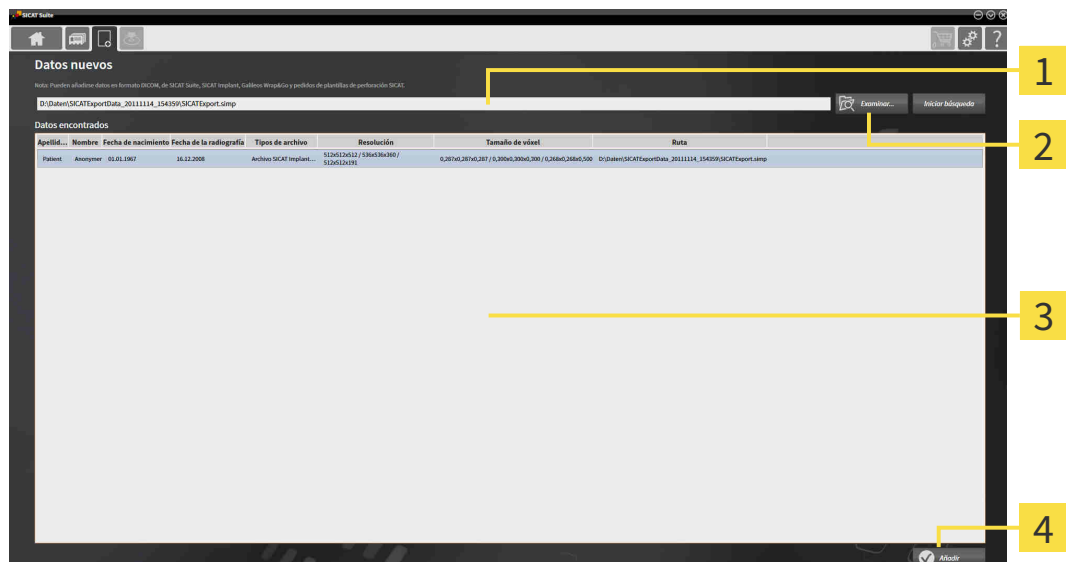 SICAT Suite
?
Datos nuevos
1
Nota: Pueden añadirse datos en formato DICOM, de SICAT Suite, SICAT Implant, Galileos Wrap&Go y pedidos de plantillas de perforación SICAT.
D:\Daten\SICATExportData_20111114_154359\SICATExport.simp
Examinar...
Iniciar búsqueda
Datos encontrados
2
Apellid... Nombre Fecha de nacimiento Fecha de la radiografía Tipos de archivo Resolución Tamaño de vóxel Ruta
Patient Anonymer 01.01.1967 16.12.2008 Archivo SICAT Implant... 512x512x512 / 536x536x360 / 0,287x0,287x0,287 / 0,300x0,300x0,300 / 0,268x0,268x0,500 D:\Daten\SICATExportData_20111114_154359\SICATExport.simp
512x512x191
3
4
Añadir